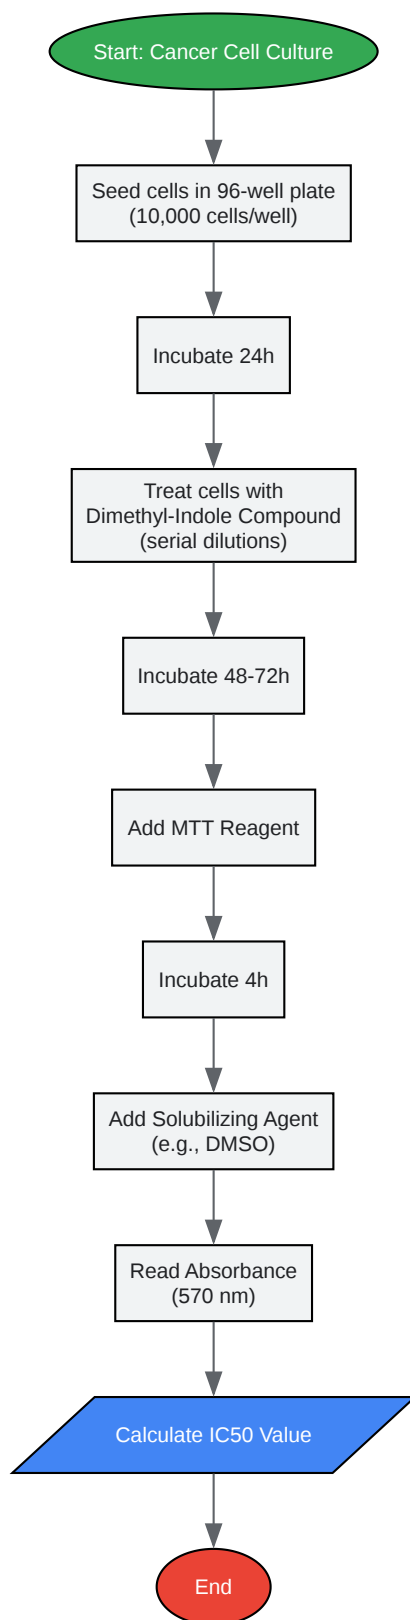 Start: Cancer Cell Culture
Seed cells in 96-well plate
(10,000 cells/well)
Incubate 24h
Treat cells with
Dimethyl-Indole Compound
(serial dilutions)
Incubate 48-72h
Add MTT Reagent
Incubate 4h
Add Solubilizing Agent
(e.g., DMSO)
Read Absorbance
(570 nm)
Calculate IC50 Value
End